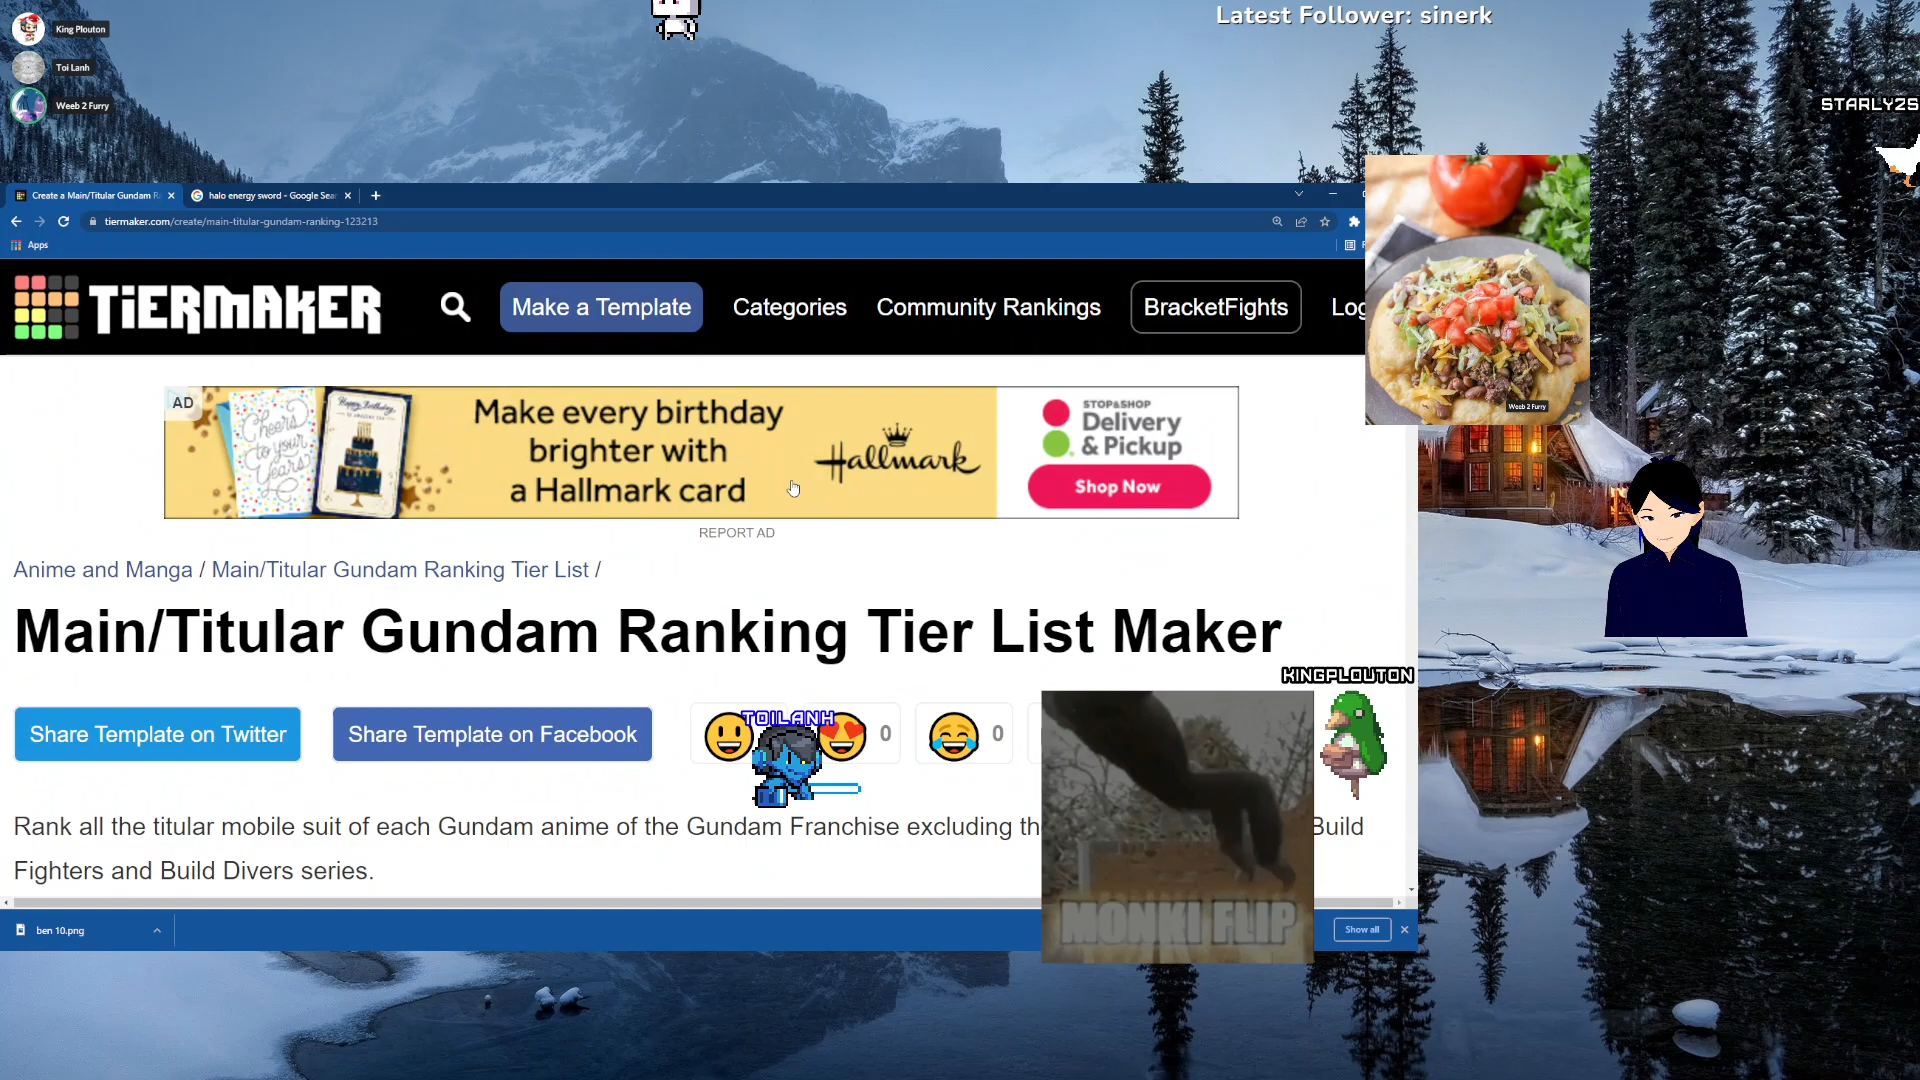 King Plouton
Latest Follower: sinerk
Toi Lanh
Weeb 2 Furry
STARLY25
Create a Main/Titular Gundam R
halo energy sword - Google Sea
tiermaker.com/create/main-titular-gundam-ranking-123213
Apps
TiERMAKER
Make a Template
Categories
Community Rankings
BracketFights
Log
AD
Cheers to you Years
Happy Birthday
Make every birthday
brighter with
a Hallmark card
Hallmark
STOP&SHOP
Delivery
& Pickup
Shop Now
Weeb 2 Furry
REPORT AD
Anime and Manga / Main/Titular Gundam Ranking Tier List /
Main/Titular Gundam Ranking Tier List Maker
KINGPLOUTON
Share Template on Twitter
Share Template on Facebook
TOILANH
0
0
Rank all the titular mobile suit of each Gundam anime of the Gundam Franchise excluding th
Build
Fighters and Build Divers series.
MONKI FLIP
ben 10.png
Show all